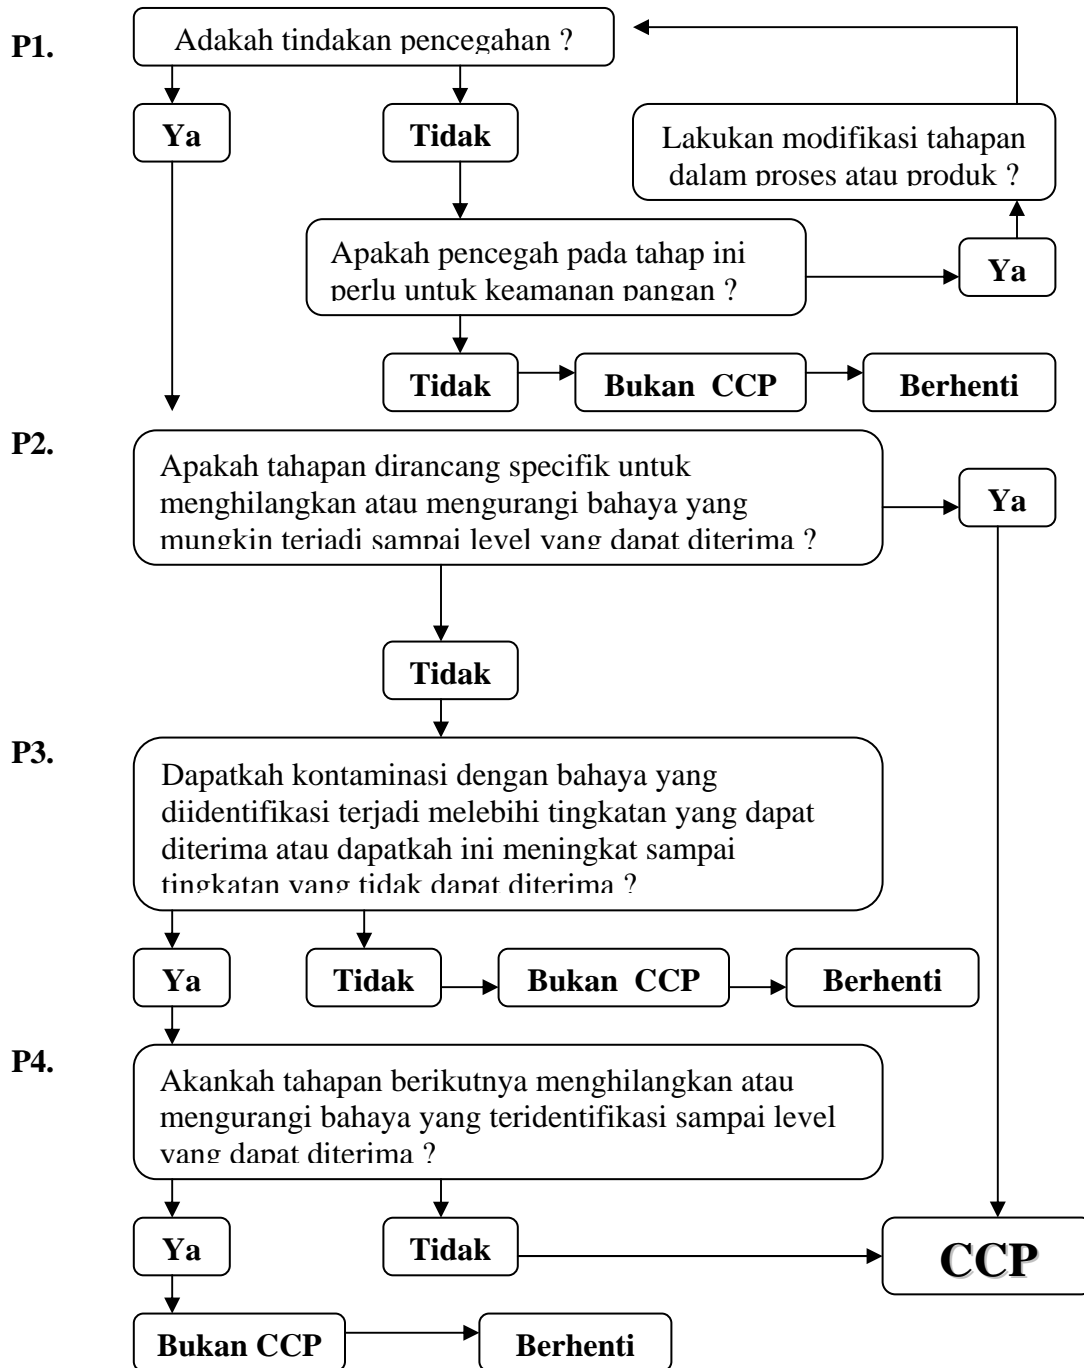 P1.
Adakah tindakan pencegahan ?
Ya
Tidak
Lakukan modifikasi tahapan
dalam proses atau produk ?
Apakah pencegah pada tahap ini
perlu untuk keamanan pangan ?
Ya
Tidak
Bukan CCP
Berhenti
P2.
Apakah tahapan dirancang specifik untuk
menghilangkan atau mengurangi bahaya yang
mungkin terjadi sampai level yang dapat diterima ?
Ya
Tidak
P3.
Dapatkah kontaminasi dengan bahaya yang
diidentifikasi terjadi melebihi tingkatan yang dapat
diterima atau dapatkah ini meningkat sampai
tingkatan yang tidak dapat diterima ?
Ya
Tidak
Bukan CCP
Berhenti
P4.
Akankah tahapan berikutnya menghilangkan atau
mengurangi bahaya yang teridentifikasi sampai level
yang dapat diterima ?
Ya
Tidak
CCP
Bukan CCP
Berhenti